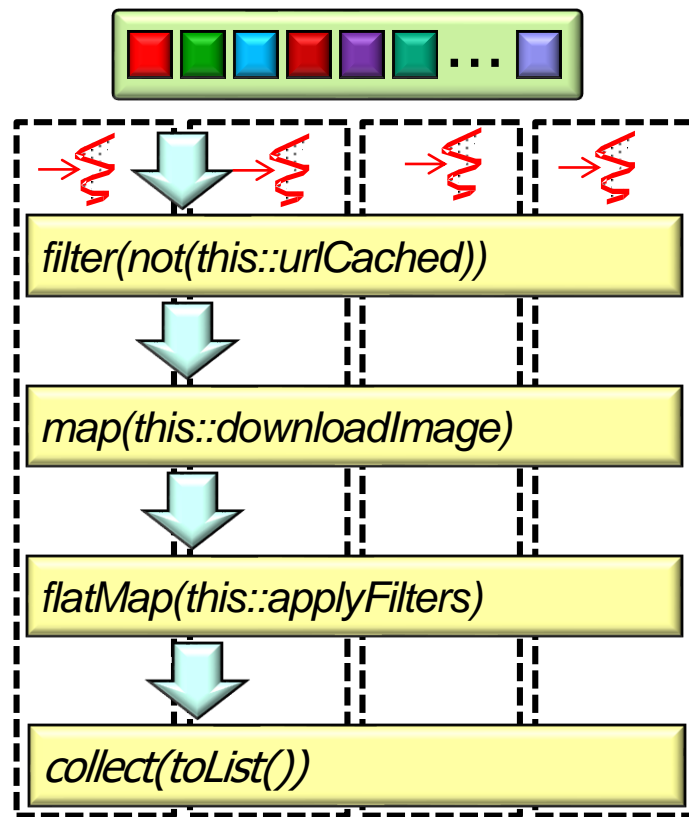 ...
filter(not(this::urlCached))
map(this::downloadImage)
flatMap(this::applyFilters)
collect(toList())